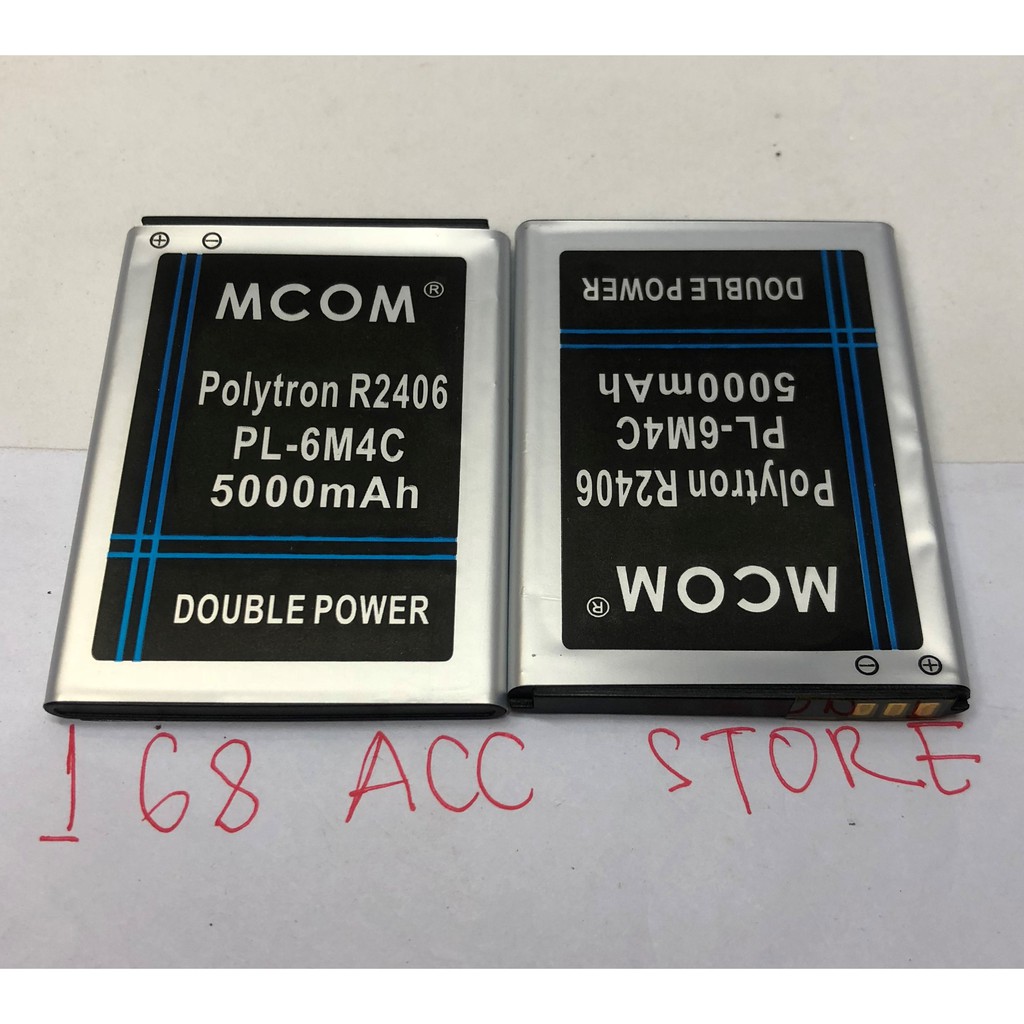 ⊕ ⊖
MCOM®
Polytron R2406
PL-6M4C
5000mAh
DOUBLE POWER
⊕ ⊖
MCOM®
Polytron R2406
PL-6M4C
5000mAh
DOUBLE POWER
168 ACC STORE